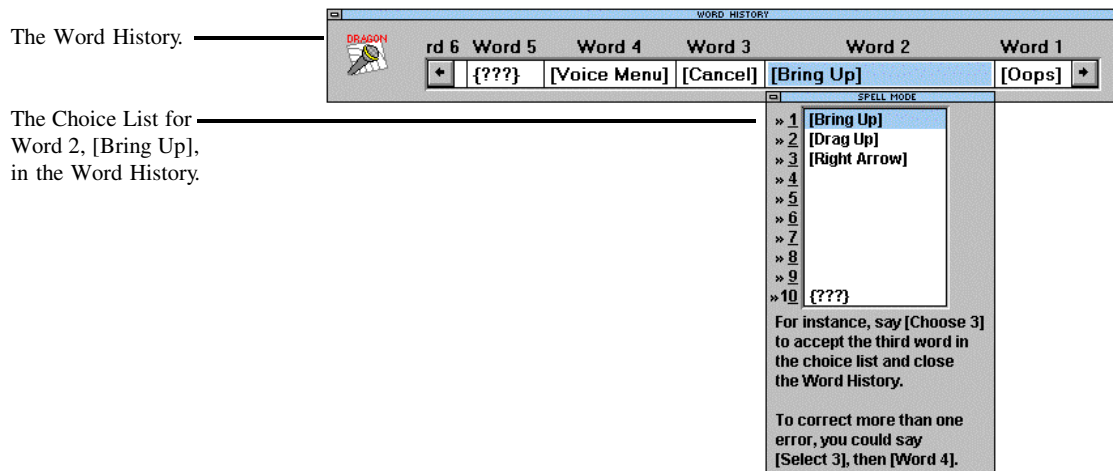 WORD HISTORY
The Word History.
DRAGON
rd 6 Word 5 Word 4 Word 3 Word 2 Word 1
{???} [Voice Menu] [Cancel] [Bring Up] [Oops]
SPELL MODE
The Choice List for
Word 2, [Bring Up],
in the Word History.
» 1 [Bring Up]
» 2 [Drag Up]
» 3 [Right Arrow]
» 4
» 5
» 6
» 7
» 8
» 9
»10 {???}
For instance, say [Choose 3]
to accept the third word in
the choice list and close
the Word History.
To correct more than one
error, you could say
[Select 3], then [Word 4].